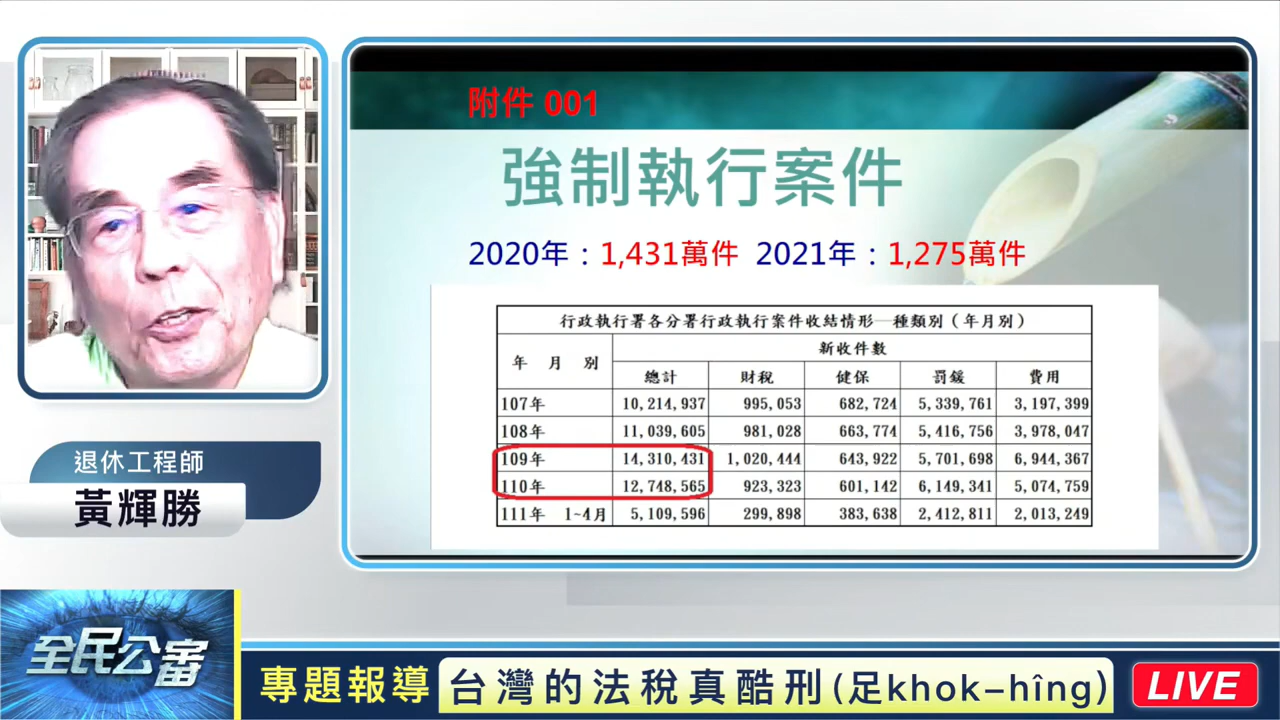 附件 001
強制執行案件
2020年：1,431萬件 2021年：1,275萬件
行政執行署各分署行政執行案件收結情形—種類別（年月別）
年 月 別 新收件數
總計 財稅 健保 罰鍰 費用
107年 10,214,937 995,053 682,724 5,339,761 3,197,399
108年 11,039,605 981,028 663,774 5,416,756 3,978,047
109年 14,310,431 1,020,444 643,922 5,701,698 6,944,367
110年 12,748,565 923,323 601,142 6,149,341 5,074,759
111年 1~4月 5,109,596 299,898 383,638 2,412,811 2,013,249
退休工程師
黃輝勝
全民公審
專題報導 台灣的法稅真酷刑(足khok-hîng) LIVE